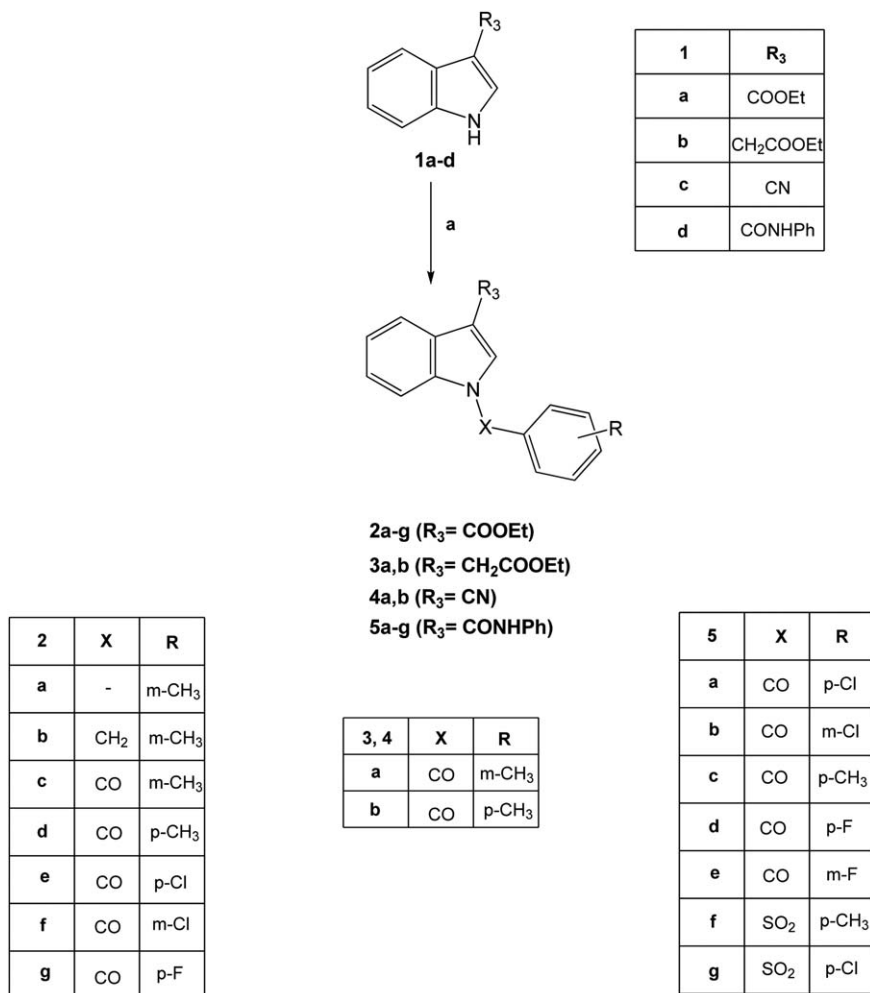 R₃
N
H
1a-d
a
1 R₃
a COOEt
b CH₂COOEt
c CN
d CONHPh
R₃
N
X
R
2a-g (R₃= COOEt)
3a,b (R₃= CH₂COOEt)
4a,b (R₃= CN)
5a-g (R₃= CONHPh)
2 X R
a - m-CH₃
b CH₂ m-CH₃
c CO m-CH₃
d CO p-CH₃
e CO p-Cl
f CO m-Cl
g CO p-F
3, 4 X R
a CO m-CH₃
b CO p-CH₃
5 X R
a CO p-Cl
b CO m-Cl
c CO p-CH₃
d CO p-F
e CO m-F
f SO₂ p-CH₃
g SO₂ p-Cl